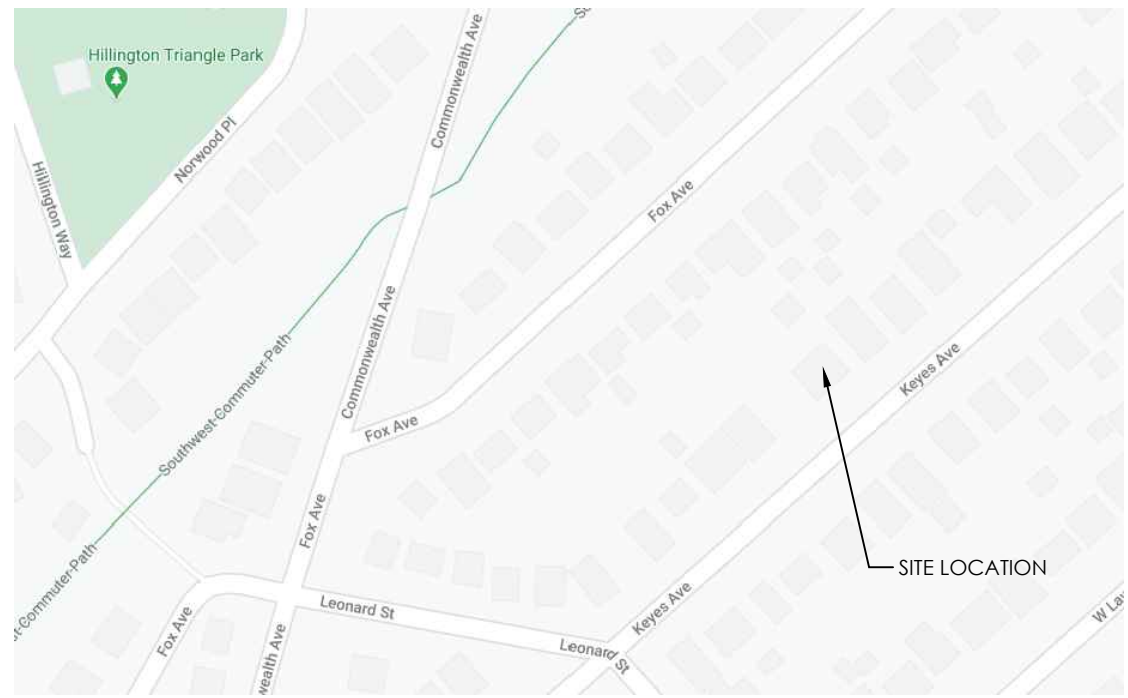 Hillington Triangle Park
Commonwealth Ave
Norwood Pl
Hillington Way
Fox Ave
Commonwealth Ave
Southwest-Commuter-Path
Keyes Ave
Fox Ave
Fox Ave
SITE LOCATION
Leonard St
Keyes Ave
Fox Ave
Leonard St